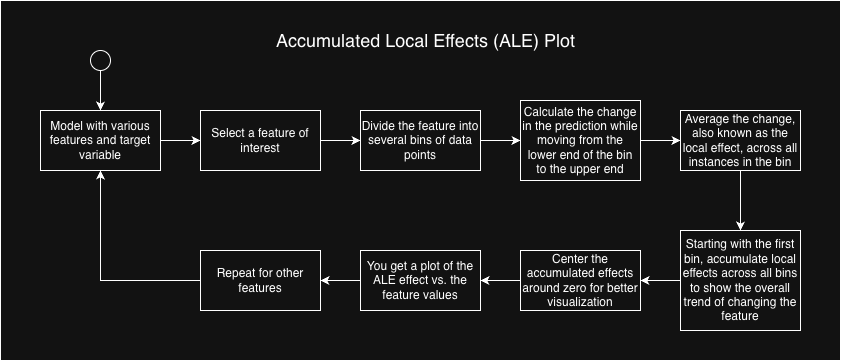 Accumulated Local Effects (ALE) Plot
Model with various
features and target
variable
Select a feature of
interest
Divide the feature into
several bins of data
points
Calculate the change
in the prediction while
moving from the
lower end of the bin
to the upper end
Average the change,
also known as the
local effect, across all
instances in the bin
Starting with the first
bin, accumulate local
effects across all bins
to show the overall
trend of changing the
feature
Center the
accumulated effects
around zero for better
visualization
You get a plot of the
ALE effect vs. the
feature values
Repeat for other
features